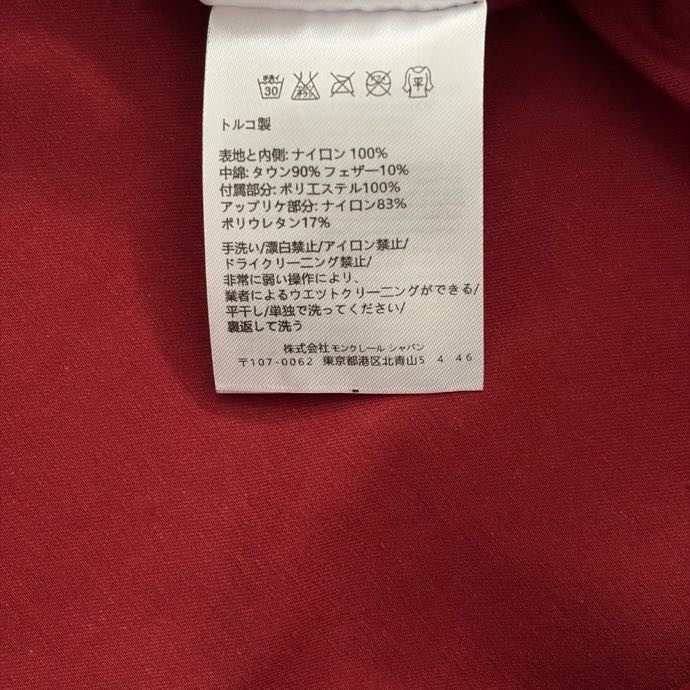 手洗イ
30
平
トルコ製
表地と内側: ナイロン 100%
中綿: タウン90% フェザー10%
付属部分: ポリエステル100%
アップリケ部分: ナイロン83%
ポリウレタン17%
手洗い/漂白禁止/アイロン禁止/
ドライクリーニング禁止/
非常に弱い操作により、
業者によるウエツトクリーニングができる/
平干し/単独で洗ってください/
裏返して洗う
株式会社 モンクレール シャパン
〒107-0062 東京都港区北青山5 4 46